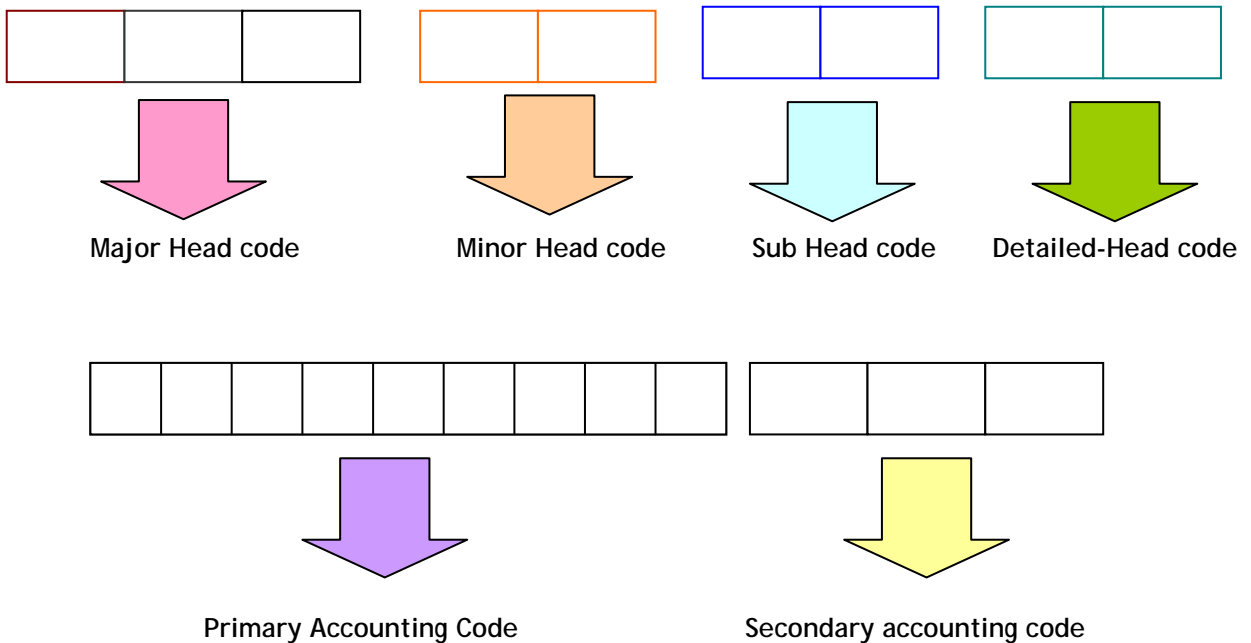 Major Head code
Minor Head code
Sub Head code
Detailed-Head code
Primary Accounting Code
Secondary accounting code